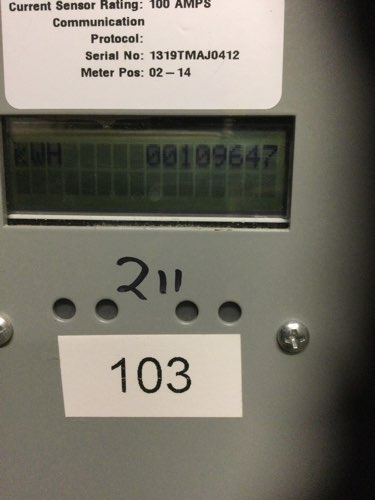 Current Sensor Rating: 100 AMPS
Communication
Protocol:
Serial No: 1319TMAJ0412
Meter Pos: 02-14
KWH 00109647
211
103